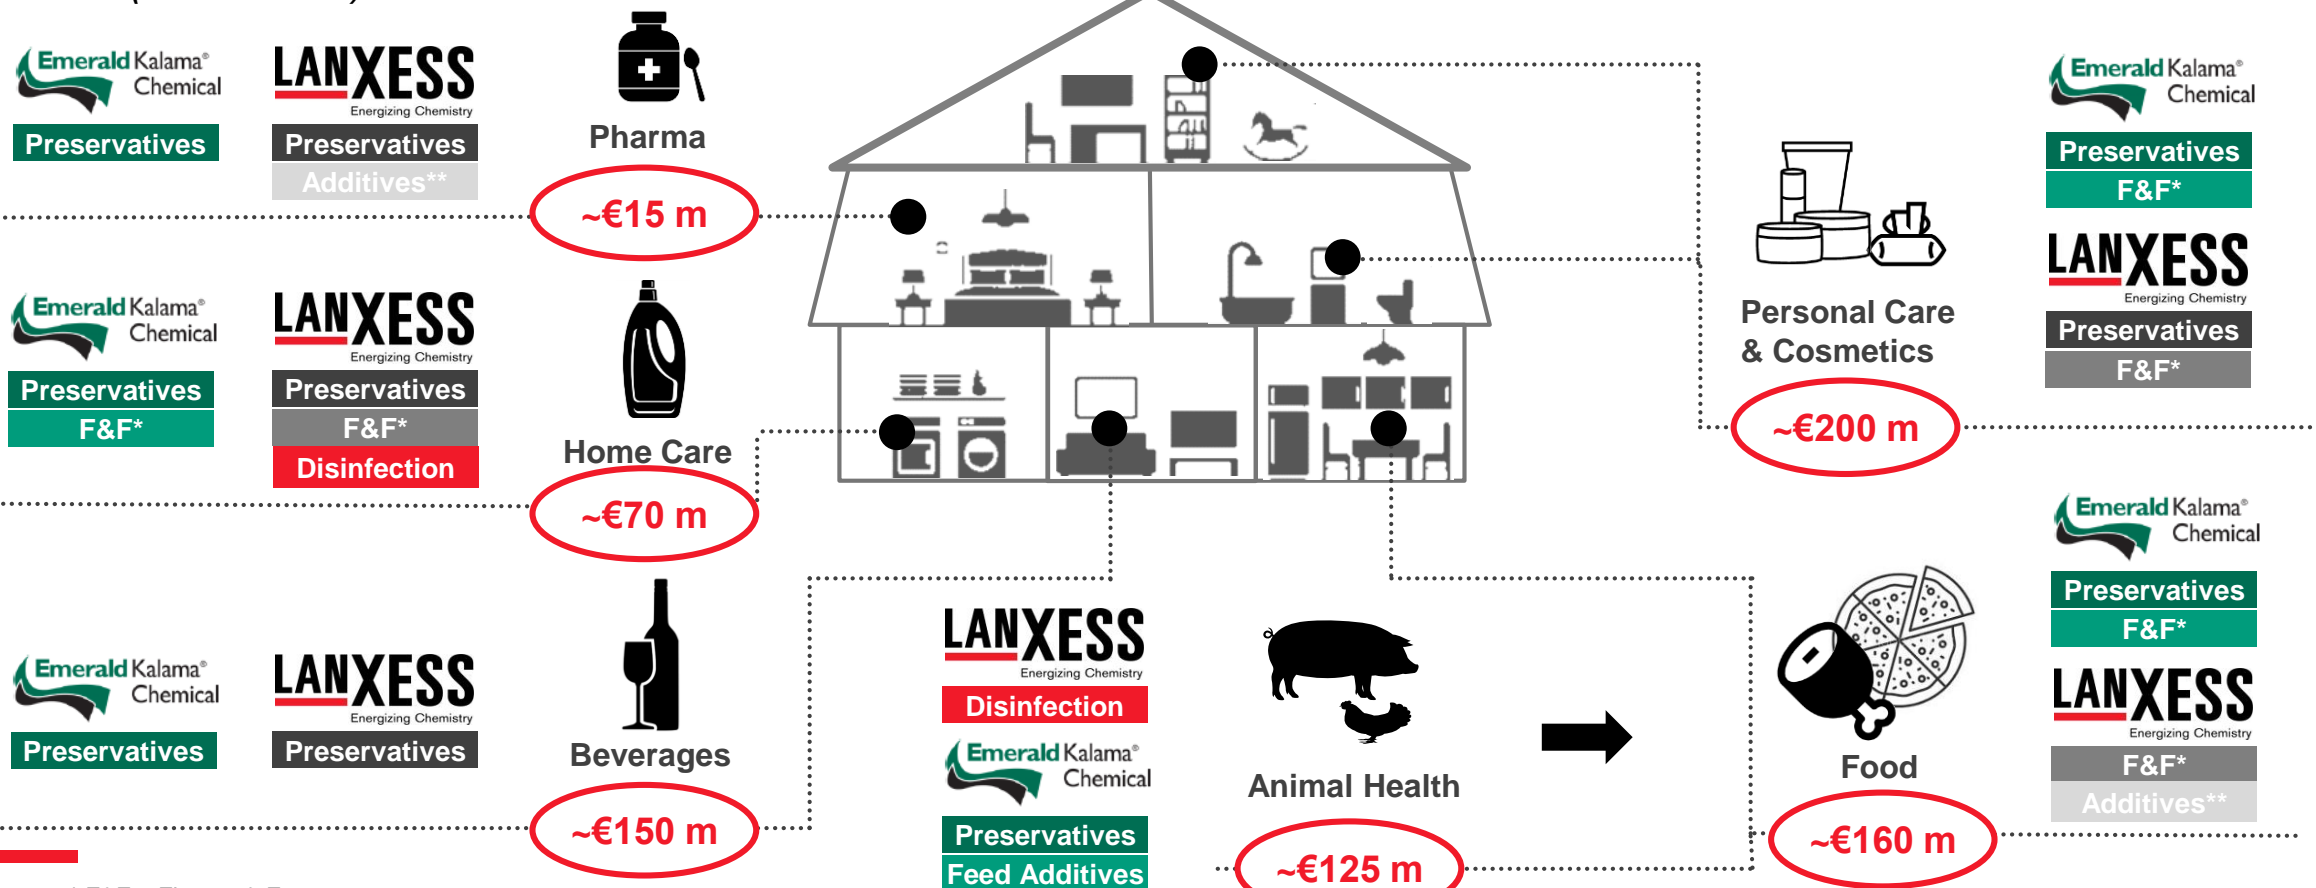 Emerald Kalama®
Chemical
Preservatives
LANXESS
Energizing Chemistry
Preservatives
Additives**
Pharma
~€15 m
Emerald Kalama®
Chemical
Preservatives
F&F*
LANXESS
Energizing Chemistry
Preservatives
F&F*
Disinfection
Home Care
~€70 m
Emerald Kalama®
Chemical
Preservatives
LANXESS
Energizing Chemistry
Preservatives
Beverages
~€150 m
LANXESS
Energizing Chemistry
Disinfection
Emerald Kalama®
Chemical
Preservatives
Feed Additives
Animal Health
~€125 m
Emerald Kalama®
Chemical
Preservatives
F&F*
LANXESS
Energizing Chemistry
Preservatives
F&F*
Personal Care
& Cosmetics
~€200 m
Emerald Kalama®
Chemical
Preservatives
F&F*
LANXESS
Energizing Chemistry
F&F*
Additives**
Food
~€160 m